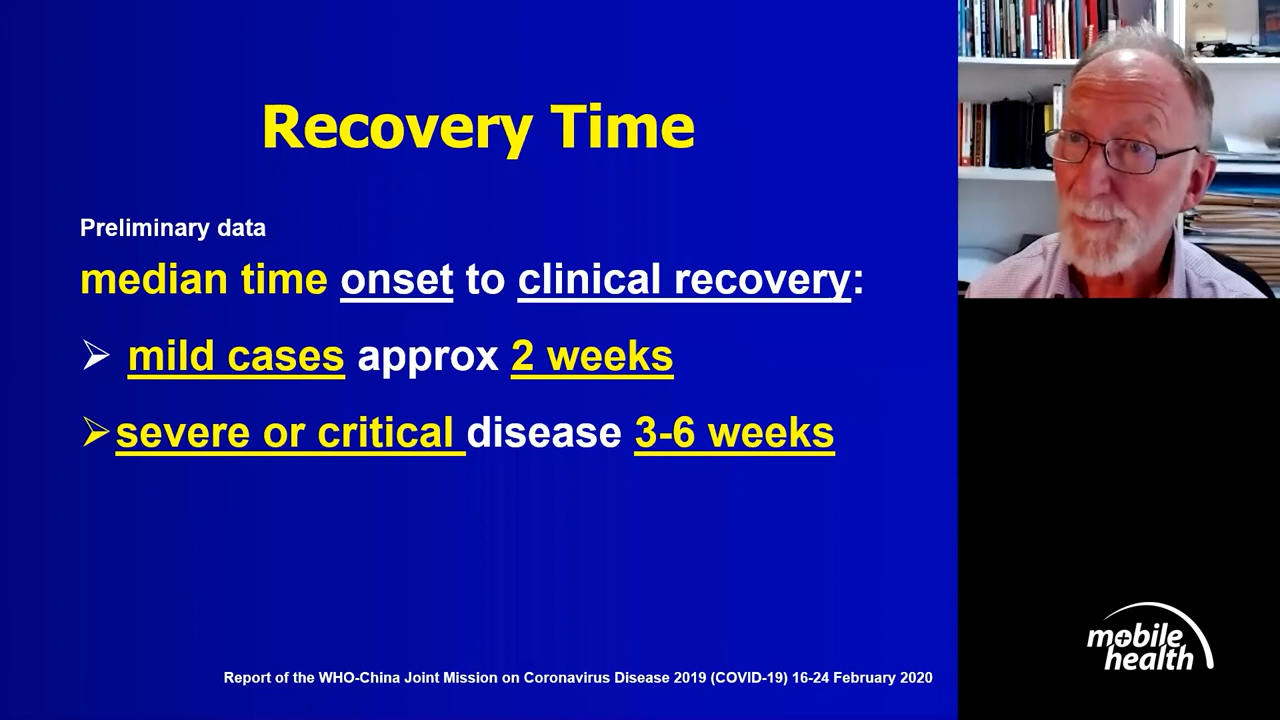 Recovery Time
Preliminary data
median time onset to clinical recovery:
➢ mild cases approx 2 weeks
➢ severe or critical disease 3-6 weeks
Report of the WHO-China Joint Mission on Coronavirus Disease 2019 (COVID-19) 16-24 February 2020
mobile
health